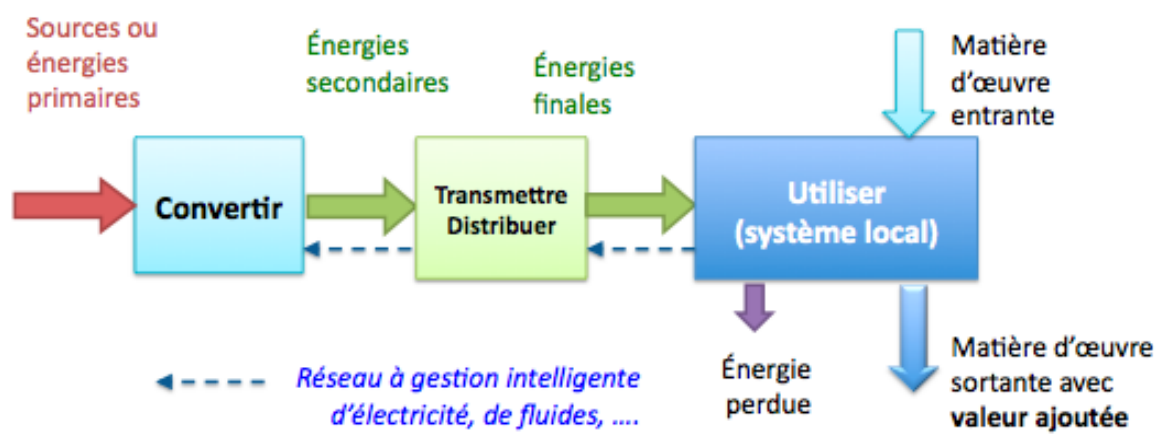 Sources ou
énergies
primaires
Énergies
secondaires
Énergies
finales
Matière
d'œuvre
entrante
Convertir
Transmettre
Distribuer
Utiliser
(système local)
Énergie
perdue
Matière d'œuvre
sortante avec
valeur ajoutée
Réseau à gestion intelligente
d'électricité, de fluides, ....